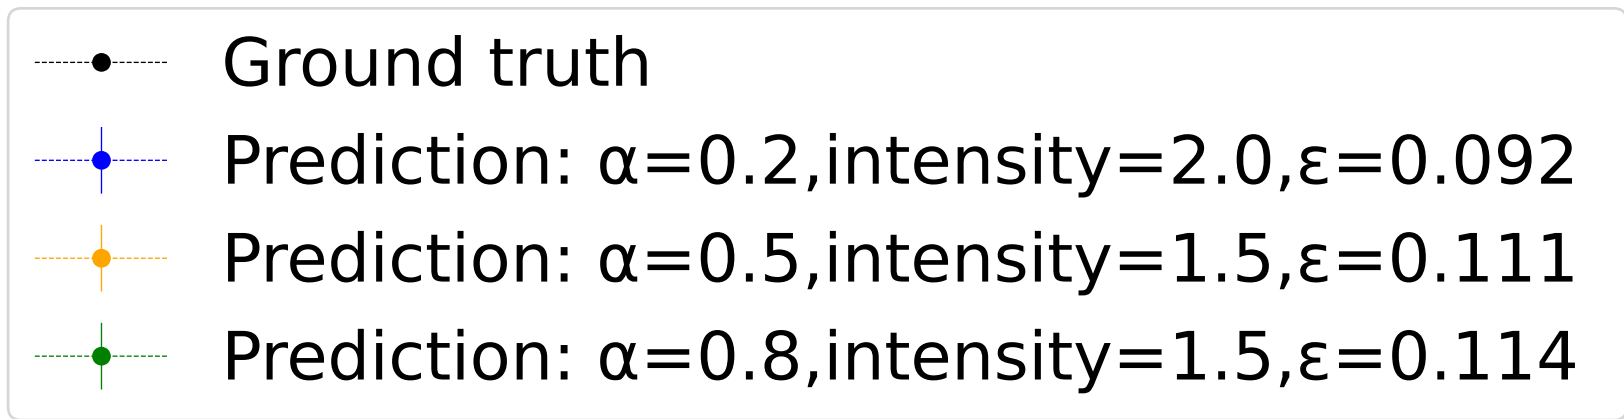 Ground truth
Prediction: α=0.2,intensity=2.0,ε=0.092
Prediction: α=0.5,intensity=1.5,ε=0.111
Prediction: α=0.8,intensity=1.5,ε=0.114